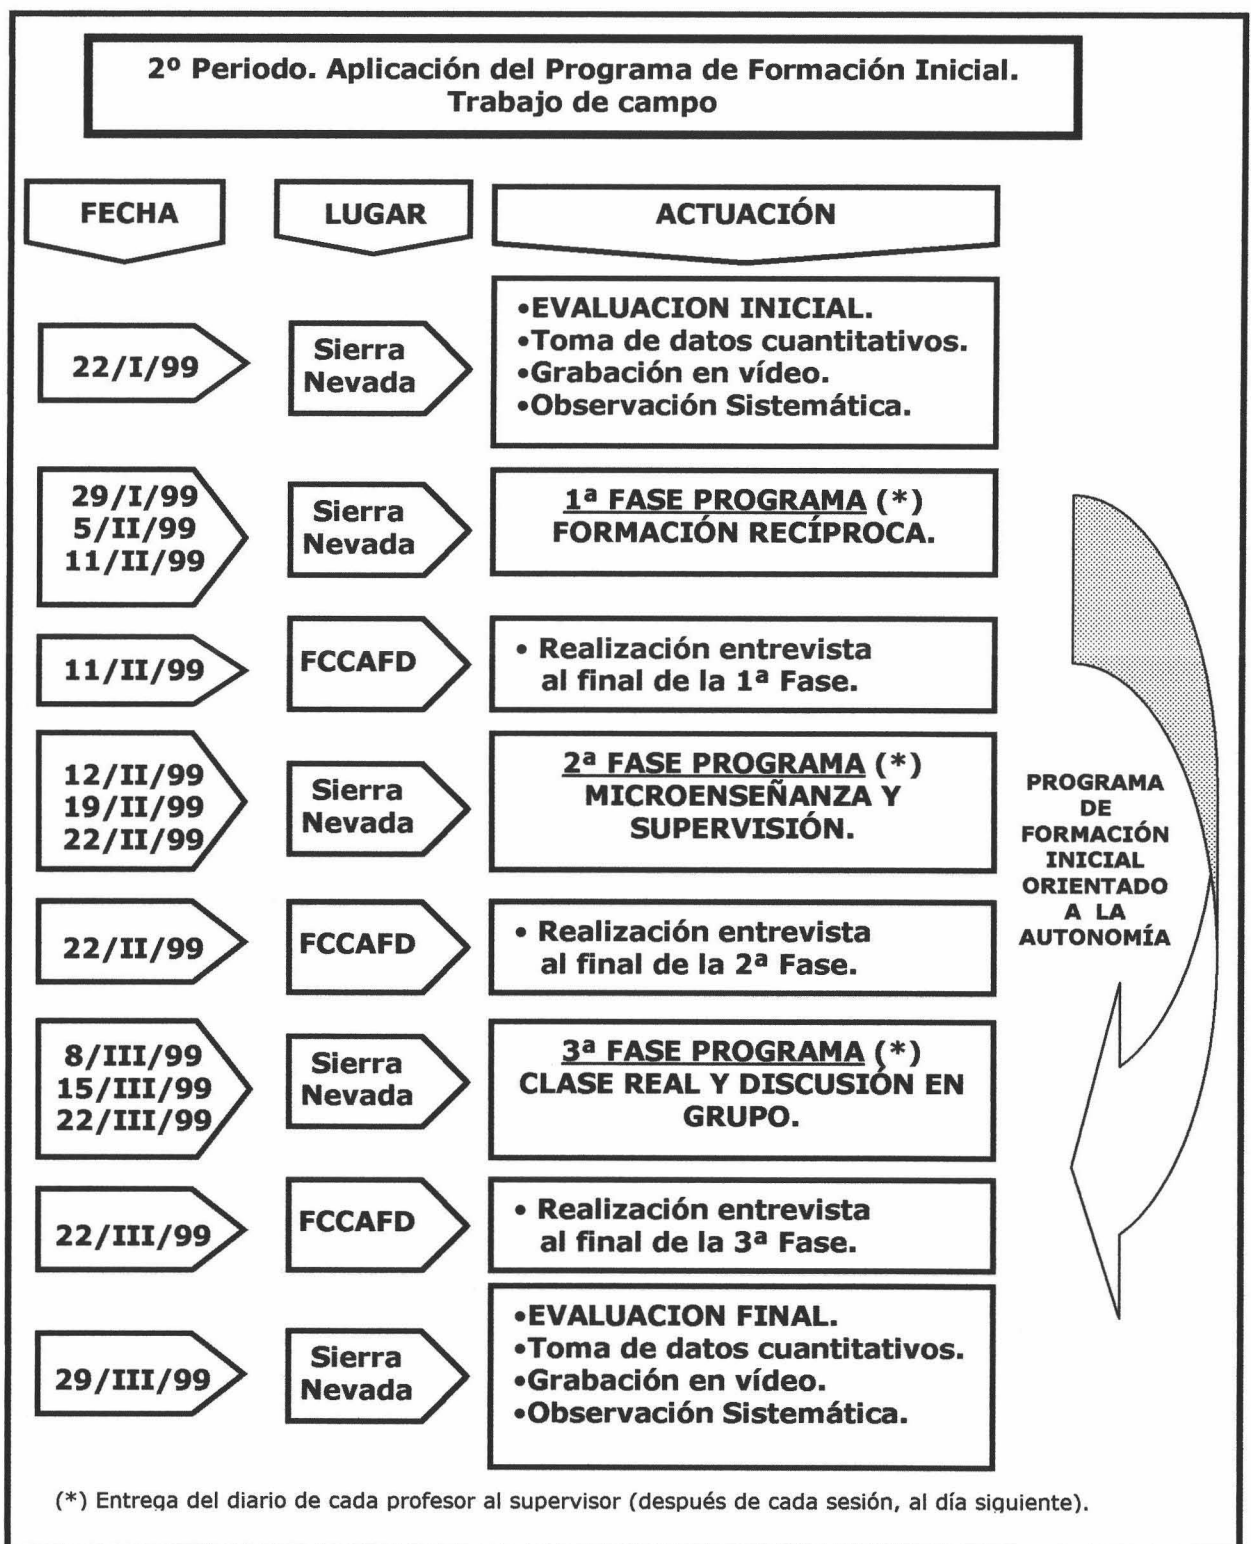 2º Periodo. Aplicación del Programa de Formación Inicial.
Trabajo de campo
FECHA
LUGAR
ACTUACIÓN
22/I/99
Sierra
Nevada
•EVALUACION INICIAL.
•Toma de datos cuantitativos.
•Grabación en vídeo.
•Observación Sistemática.
29/I/99
5/II/99
11/II/99
Sierra
Nevada
1ª FASE PROGRAMA (*)
FORMACIÓN RECÍPROCA.
11/II/99
FCCAFD
• Realización entrevista
al final de la 1ª Fase.
12/II/99
19/II/99
22/II/99
Sierra
Nevada
2ª FASE PROGRAMA (*)
MICROENSEÑANZA Y
SUPERVISIÓN.
22/II/99
FCCAFD
• Realización entrevista
al final de la 2ª Fase.
8/III/99
15/III/99
22/III/99
Sierra
Nevada
3ª FASE PROGRAMA (*)
CLASE REAL Y DISCUSIÓN EN
GRUPO.
22/III/99
FCCAFD
• Realización entrevista
al final de la 3ª Fase.
29/III/99
Sierra
Nevada
•EVALUACION FINAL.
•Toma de datos cuantitativos.
•Grabación en vídeo.
•Observación Sistemática.
PROGRAMA
DE
FORMACIÓN
INICIAL
ORIENTADO
A LA
AUTONOMÍA
(*) Entrega del diario de cada profesor al supervisor (después de cada sesión, al día siguiente).